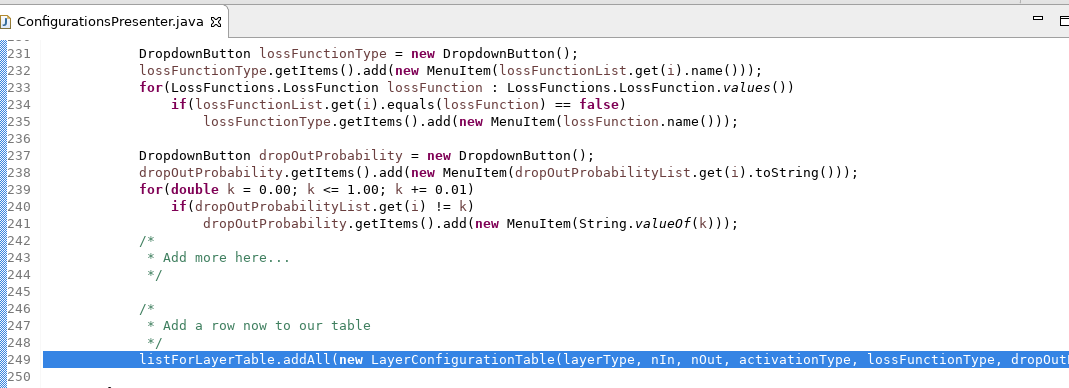 ConfigurationsPresenter.java
231 DropdownButton lossFunctionType = new DropdownButton();
232 lossFunctionType.getItems().add(new MenuItem(lossFunctionList.get(i).name()));
233 for(LossFunctions.LossFunction lossFunction : LossFunctions.LossFunction.values())
234 if(lossFunctionList.get(i).equals(lossFunction) == false)
235 lossFunctionType.getItems().add(new MenuItem(lossFunction.name()));
236
237 DropdownButton dropOutProbability = new DropdownButton();
238 dropOutProbability.getItems().add(new MenuItem(dropOutProbabilityList.get(i).toString()));
239 for(double k = 0.00; k <= 1.00; k += 0.01)
240 if(dropOutProbabilityList.get(i) != k)
241 dropOutProbability.getItems().add(new MenuItem(String.valueOf(k)));
242 /*
243 * Add more here...
244 */
245
246 /*
247 * Add a row now to our table
248 */
249 listForLayerTable.addAll(new LayerConfigurationTable(layerType, nIn, nOut, activationType, lossFunctionType, dropOut
250